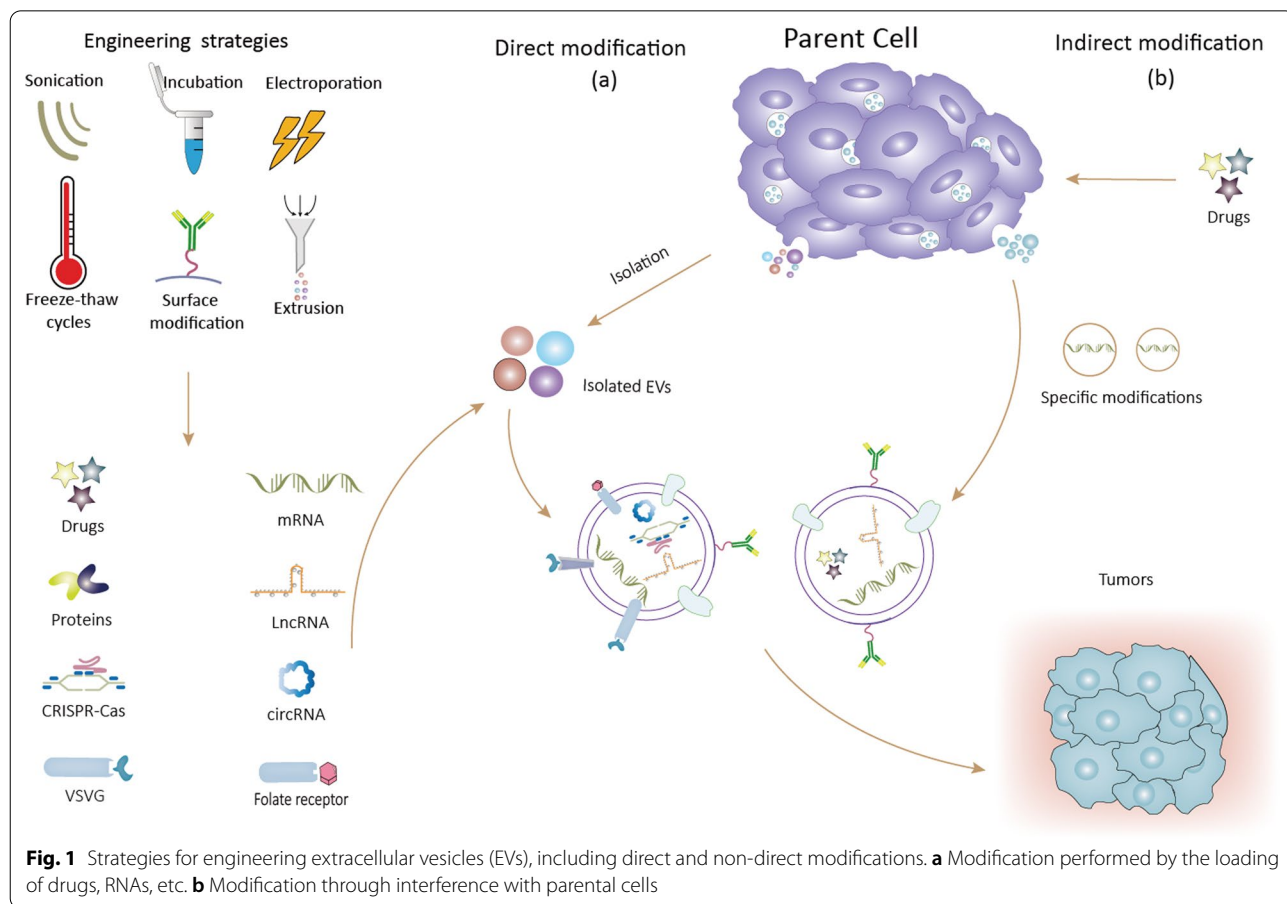 Engineering strategies
Sonication
Incubation
Electroporation
Freeze-thaw
cycles
Surface
modification
Extrusion
Drugs
mRNA
Proteins
LncRNA
CRISPR-Cas
circRNA
VSVG
Folate receptor
Direct modification
(a)
Parent Cell
Indirect modification
(b)
Drugs
Isolation
Isolated EVs
Specific modifications
Tumors
Fig. 1 Strategies for engineering extracellular vesicles (EVs), including direct and non-direct modifications. a Modification performed by the loading
of drugs, RNAs, etc. b Modification through interference with parental cells